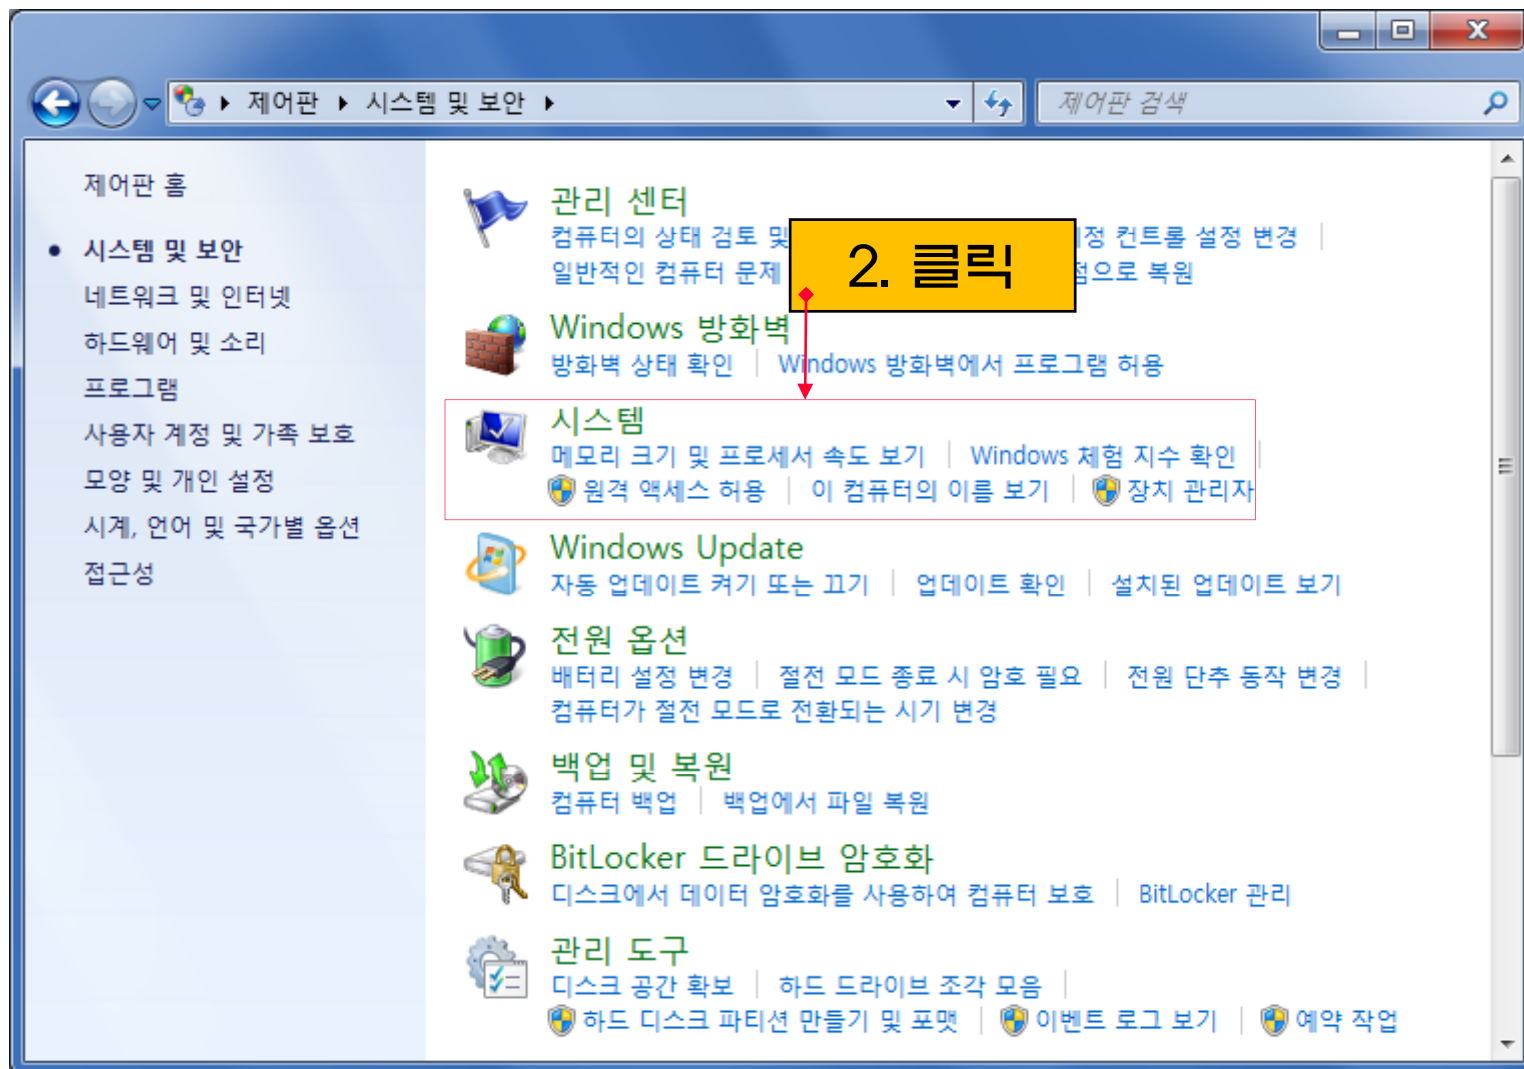 제어판 ▸ 시스템 및 보안 ▸
제어판 검색
제어판 홈
시스템 및 보안
네트워크 및 인터넷
하드웨어 및 소리
프로그램
사용자 계정 및 가족 보호
모양 및 개인 설정
시계, 언어 및 국가별 옵션
접근성
관리 센터
컴퓨터의 상태 검토 및 정 컨트롤 설정 변경
일반적인 컴퓨터 문제 점으로 복원
2. 클릭
Windows 방화벽
방화벽 상태 확인 Windows 방화벽에서 프로그램 허용
시스템
메모리 크기 및 프로세서 속도 보기 Windows 체험 지수 확인
원격 액세스 허용 이 컴퓨터의 이름 보기 장치 관리자
Windows Update
자동 업데이트 켜기 또는 끄기 업데이트 확인 설치된 업데이트 보기
전원 옵션
배터리 설정 변경 절전 모드 종료 시 암호 필요 전원 단추 동작 변경
컴퓨터가 절전 모드로 전환되는 시기 변경
백업 및 복원
컴퓨터 백업 백업에서 파일 복원
BitLocker 드라이브 암호화
디스크에서 데이터 암호화를 사용하여 컴퓨터 보호 BitLocker 관리
관리 도구
디스크 공간 확보 하드 드라이브 조각 모음
하드 디스크 파티션 만들기 및 포맷 이벤트 로그 보기 예약 작업